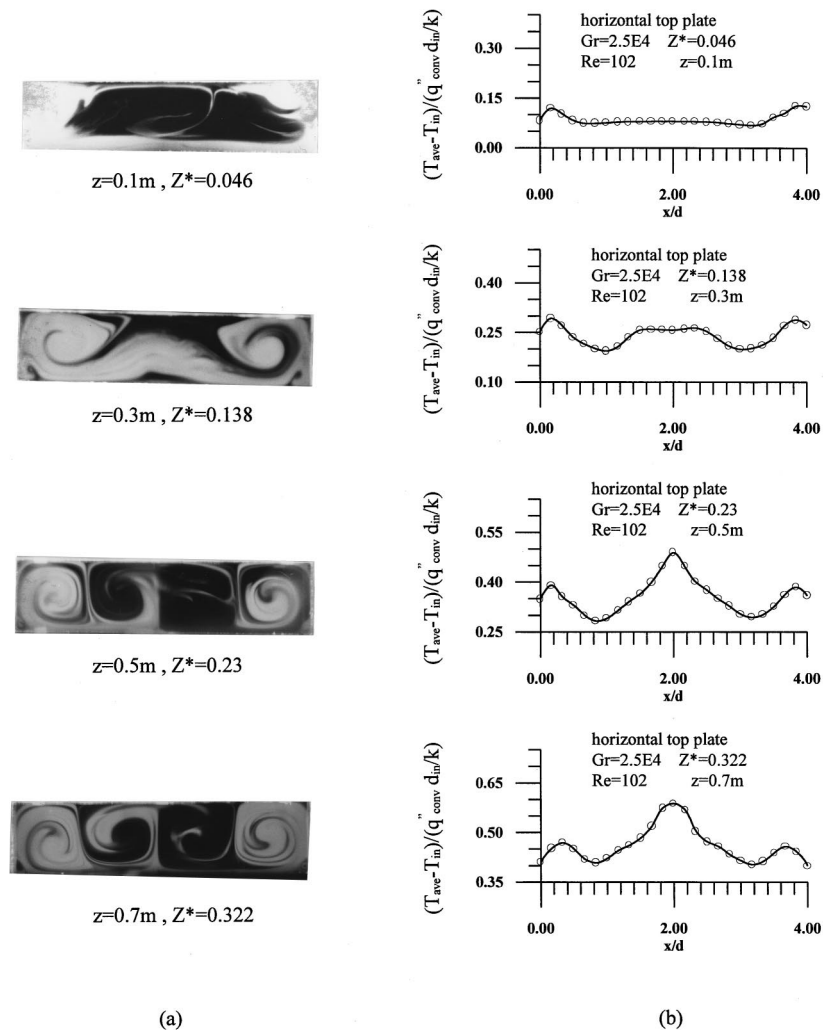 0.30
0.15
0.00
(T_ave-T_in)/(q"_conv d_in/k)
horizontal top plate
Gr=2.5E4 Z*=0.046
Re=102 z=0.1m
0.00 2.00 4.00
x/d
z=0.1m , Z*=0.046
0.40
0.25
0.10
(T_ave-T_in)/(q"_conv d_in/k)
horizontal top plate
Gr=2.5E4 Z*=0.138
Re=102 z=0.3m
0.00 2.00 4.00
x/d
z=0.3m , Z*=0.138
0.55
0.40
0.25
(T_ave-T_in)/(q"_conv d_in/k)
horizontal top plate
Gr=2.5E4 Z*=0.23
Re=102 z=0.5m
0.00 2.00 4.00
x/d
z=0.5m , Z*=0.23
0.65
0.50
0.35
(T_ave-T_in)/(q"_conv d_in/k)
horizontal top plate
Gr=2.5E4 Z*=0.322
Re=102 z=0.7m
0.00 2.00 4.00
x/d
z=0.7m , Z*=0.322
(a)
(b)